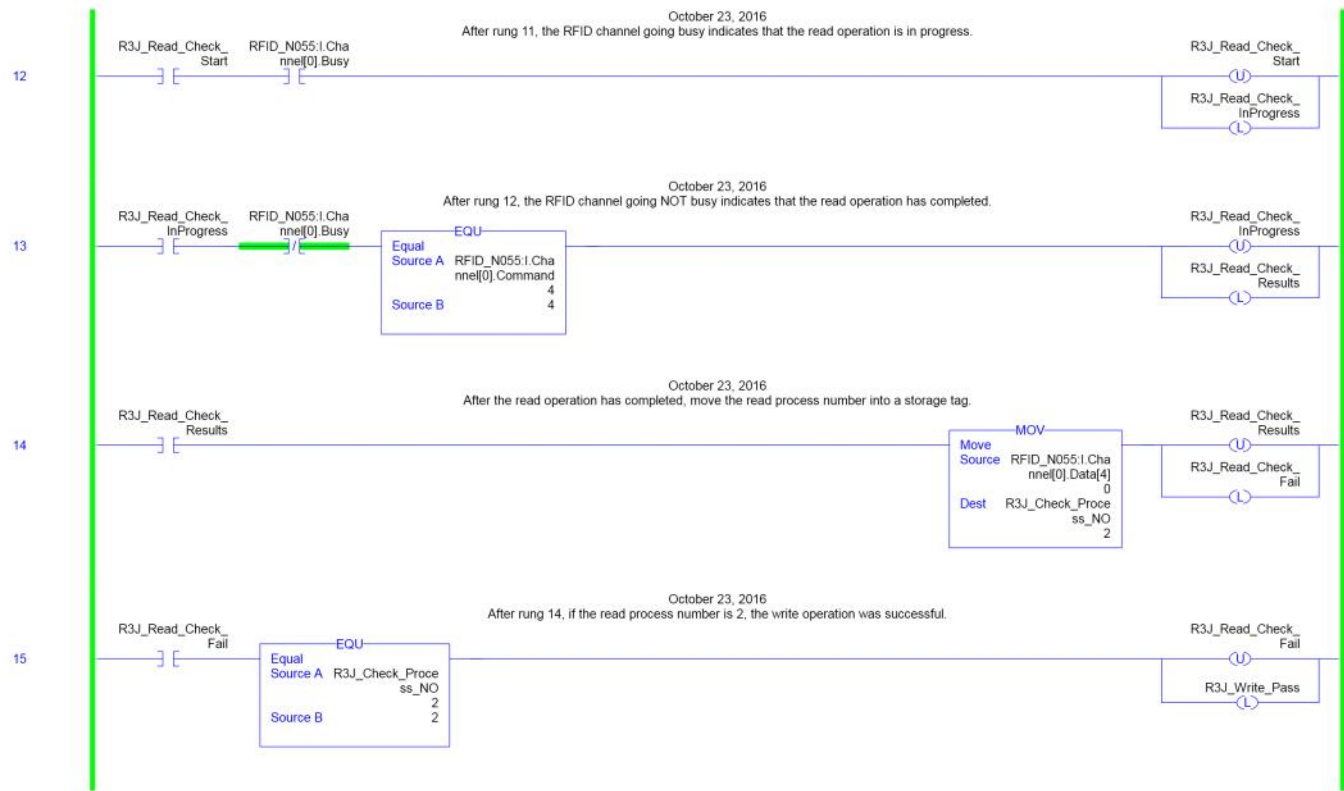 October 23, 2016
After rung 11, the RFID channel going busy indicates that the read operation is in progress.
R3J_Read_Check_
Start
RFID_N055:I.Cha
nnel[0].Busy
R3J_Read_Check_
Start
12
U
R3J_Read_Check_
InProgress
L
October 23, 2016
After rung 12, the RFID channel going NOT busy indicates that the read operation has completed.
R3J_Read_Check_
InProgress
RFID_N055:I.Cha
nnel[0].Busy
R3J_Read_Check_
InProgress
13
EQU
Equal
Source A RFID_N055:I.Cha
nnel[0].Command
4
Source B 4
U
R3J_Read_Check_
Results
L
October 23, 2016
After the read operation has completed, move the read process number into a storage tag.
R3J_Read_Check_
Results
14
MOV
Move
Source RFID_N055:I.Cha
nnel[0].Data[4]
0
Dest R3J_Check_Proce
ss_NO
2
R3J_Read_Check_
Results
U
R3J_Read_Check_
Fail
L
October 23, 2016
After rung 14, if the read process number is 2, the write operation was successful.
R3J_Read_Check_
Fail
15
EQU
Equal
Source A R3J_Check_Proce
ss_NO
2
Source B 2
R3J_Read_Check_
Fail
U
R3J_Write_Pass
L